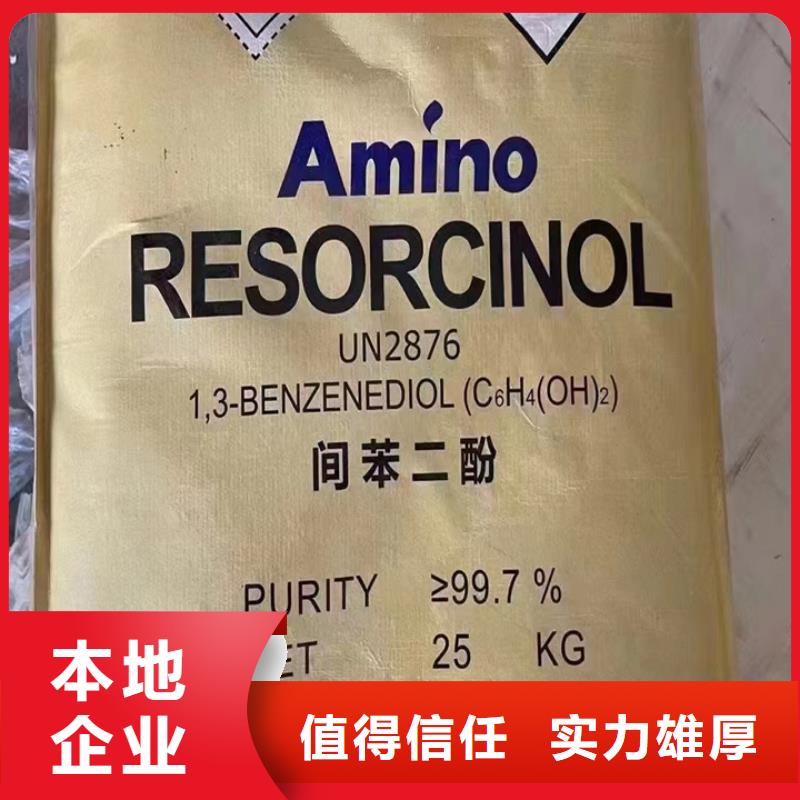 Amino
RESORCINOL
UN2876
1,3-BENZENEDIOL (C₆H₄(OH)₂)
间苯二酚
PURITY ≥99.7 %
25 KG
本地
企业
值得信任 实力雄厚